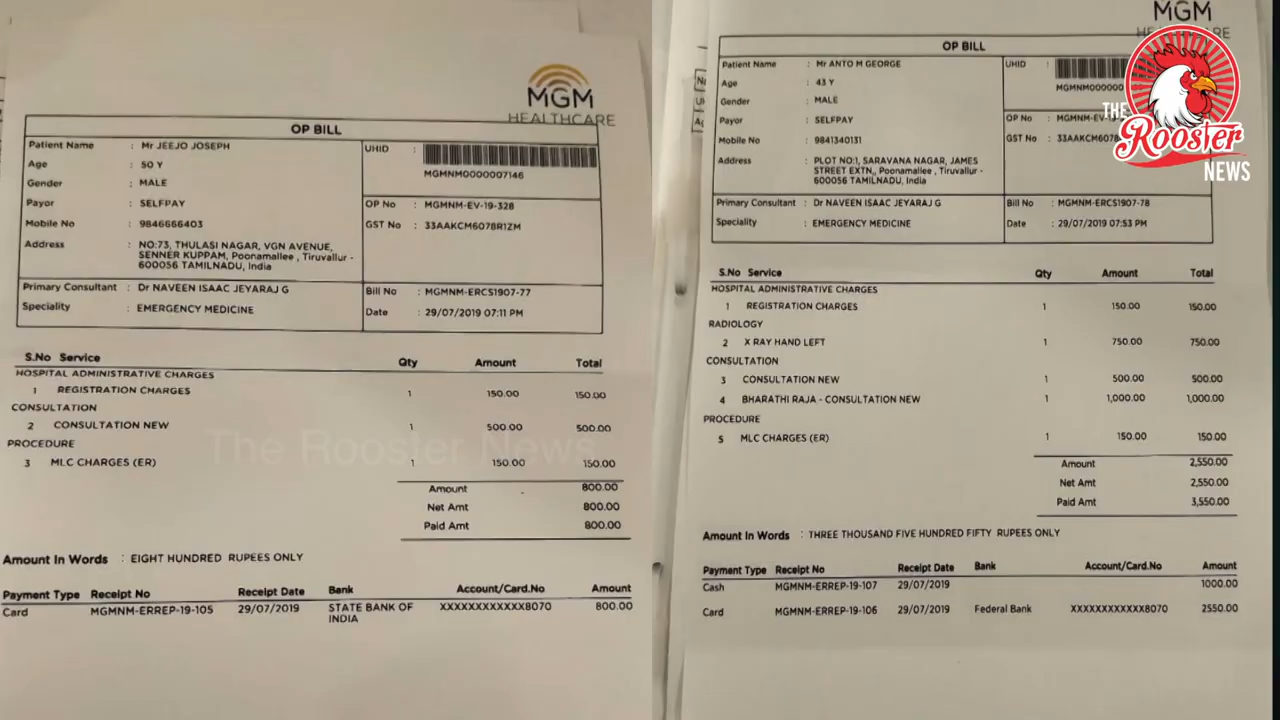 MGM
HEALTHCARE
OP BILL
Patient Name : Mr JEEJO JOSEPH
Age : 50 Y
Gender : MALE
Payor : SELFPAY
Mobile No : 9846666403
Address : NO:73, THULASI NAGAR, VGN AVENUE,
SENNER KUPPAM, Poonamallee , Tiruvallur -
600056 TAMILNADU, India
UHID :
MGMNM0000007146
OP No : MGMNM-EV-19-328
GST No : 33AAKCM6078R1ZM
Primary Consultant : Dr NAVEEN ISAAC JEYARAJ G
Speciality : EMERGENCY MEDICINE
Bill No : MGMNM-ERCS1907-77
Date : 29/07/2019 07:11 PM
S.No Service Qty Amount Total
HOSPITAL ADMINISTRATIVE CHARGES
1 REGISTRATION CHARGES 1 150.00 150.00
CONSULTATION
2 CONSULTATION NEW 1 500.00 500.00
The Rooster News
PROCEDURE
3 MLC CHARGES (ER) 1 150.00 150.00
Amount 800.00
Net Amt 800.00
Paid Amt 800.00
Amount In Words : EIGHT HUNDRED RUPEES ONLY
Payment Type Receipt No Receipt Date Bank Account/Card.No Amount
Card MGMNM-ERREP-19-105 29/07/2019 STATE BANK OF XXXXXXXXXXXX8070 800.00
INDIA
MGM
HEALTHCARE
OP BILL
Patient Name : Mr ANTO M GEORGE
Age : 43 Y
Gender : MALE
Payor : SELFPAY
Mobile No : 9841340131
Address : PLOT NO:1, SARAVANA NAGAR, JAMES
STREET EXTN,, Poonamallee , Tiruvallur -
600056 TAMILNADU, India
UHID :
OP No :
GST No :
Primary Consultant : Dr NAVEEN ISAAC JEYARAJ G
Speciality : EMERGENCY MEDICINE
Bill No : MGMNM-ERCS1907-78
Date : 29/07/2019 07:53 PM
S.No Service Qty Amount Total
HOSPITAL ADMINISTRATIVE CHARGES
1 REGISTRATION CHARGES 1 150.00 150.00
RADIOLOGY
2 X RAY HAND LEFT 1 750.00 750.00
CONSULTATION
3 CONSULTATION NEW 1 500.00 500.00
4 BHARATHI RAJA - CONSULTATION NEW 1 1,000.00 1,000.00
PROCEDURE
5 MLC CHARGES (ER) 1 150.00 150.00
Amount 2,550.00
Net Amt 2,550.00
Paid Amt 3,550.00
Amount In Words : THREE THOUSAND FIVE HUNDRED FIFTY RUPEES ONLY
Payment Type Receipt No Receipt Date Bank Account/Card.No Amount
Cash MGMNM-ERREP-19-107 29/07/2019 1000.00
Card MGMNM-ERREP-19-106 29/07/2019 Federal Bank XXXXXXXXXXXX8070 2550.00
THE
Rooster
NEWS